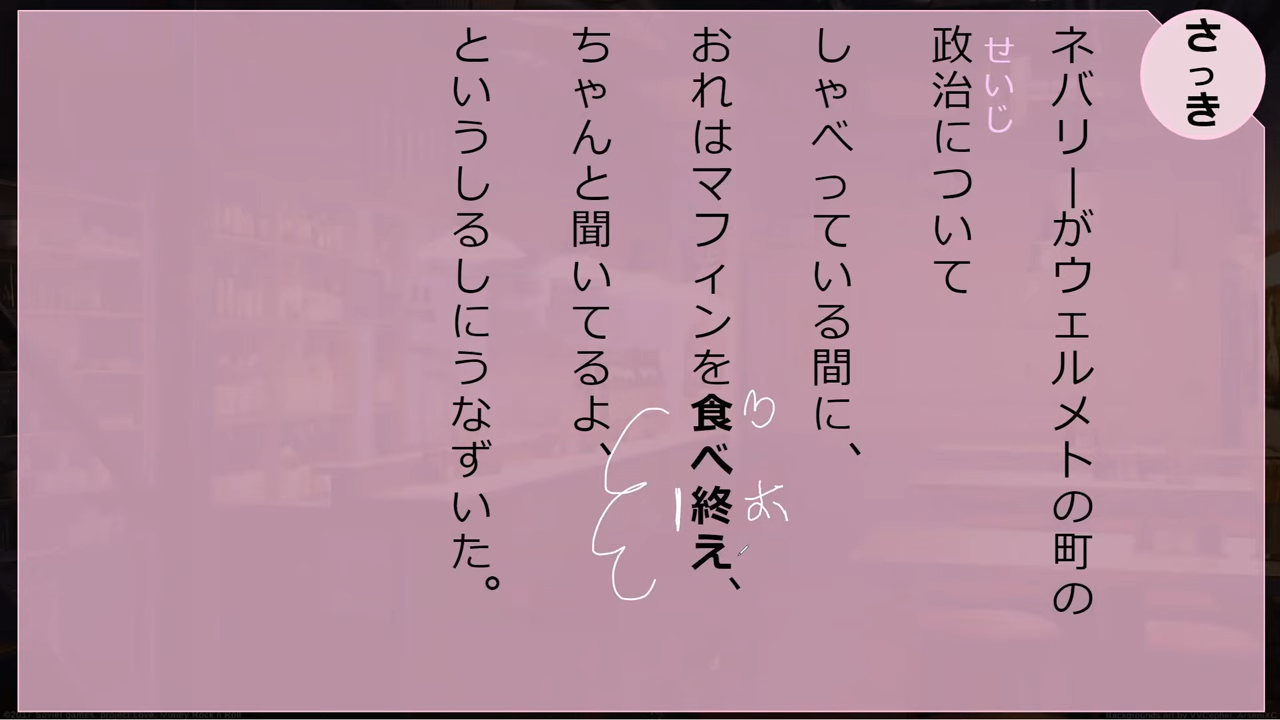 さっき
ネバリーがウェルメトの町の
せいじ
政治について
しゃべっている間に、
おれはマフィンを食べ終え、
お
ちゃんと聞いてるよ、
というしるしにうなずいた。